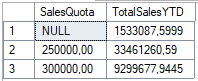 SalesQuota TotalSalesYTD
1 NULL 1533087,5999
2 250000,00 33461260,59
3 300000,00 9299677,9445